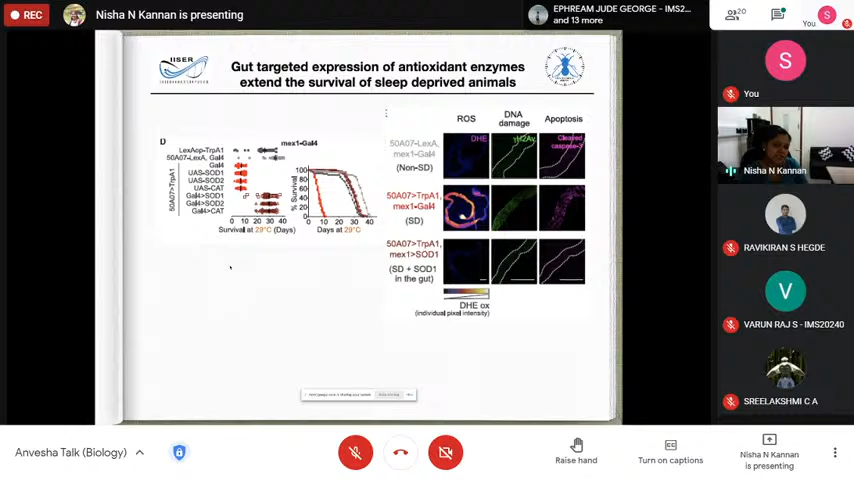 REC
Nisha N Kannan is presenting
EPHREAM JUDE GEORGE - IMS2...
and 13 more
20
You
S
IISER
Gut targeted expression of antioxidant enzymes
extend the survival of sleep deprived animals
D
mex1-Gal4
LexAop-TrpA1
50A07-LexA, Gal4
50A07>TrpA1
Gal4
UAS-SOD1
UAS-SOD2
UAS-CAT
Gal4>SOD1
Gal4>SOD2
Gal4>CAT
0 10 20 30 40
Survival at 29°C (Days)
% Survival
100
80
60
40
20
0
0 10 20 30 40
Days at 29°C
ROS
DNA
damage
Apoptosis
50A07-LexA,
mex1-Gal4
(Non-SD)
DHE
γH2Av
Cleaved
caspase-3
50A07>TrpA1,
mex1-Gal4
(SD)
50A07>TrpA1,
mex1>SOD1
(SD + SOD1
in the gut)
DHE ox
(individual pixel intensity)
S
You
Nisha N Kannan
RAVIKIRAN S HEGDE
V
VARUN RAJ S - IMS20240
SREELAKSHMI C A
Anvesha Talk (Biology)
Raise hand
Turn on captions
Nisha N Kannan
is presenting